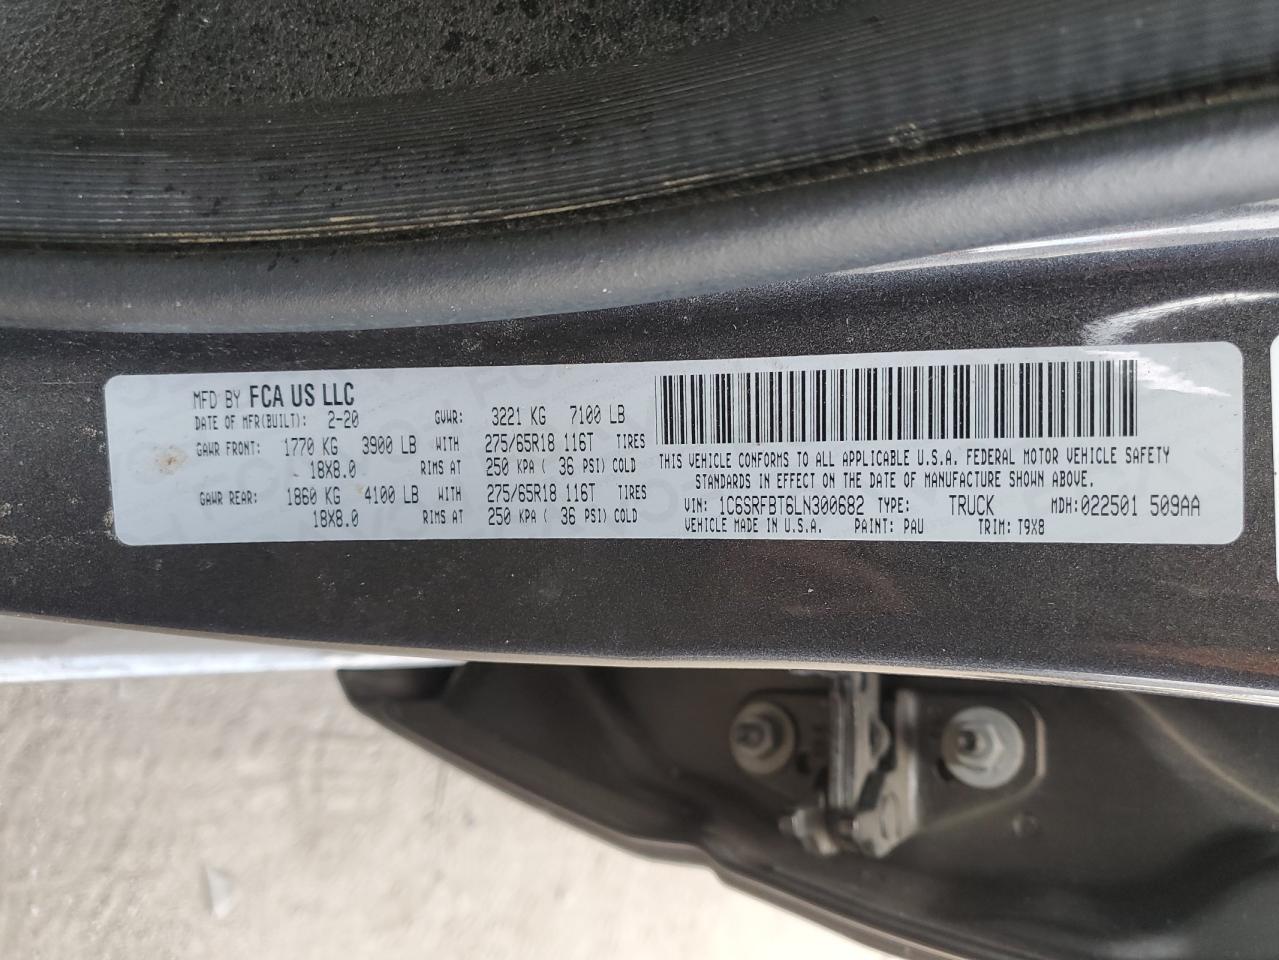 MFD BY FCA US LLC
DATE OF MFR(BUILT): 2-20 GVWR: 3221 KG 7100 LB
GAWR FRONT: 1770 KG 3900 LB WITH 275/65R18 116T TIRES
18X8.0 RIMS AT 250 KPA ( 36 PSI) COLD
GAWR REAR: 1860 KG 4100 LB WITH 275/65R18 116T TIRES
18X8.0 RIMS AT 250 KPA ( 36 PSI) COLD
THIS VEHICLE CONFORMS TO ALL APPLICABLE U.S.A. FEDERAL MOTOR VEHICLE SAFETY
STANDARDS IN EFFECT ON THE DATE OF MANUFACTURE SHOWN ABOVE.
VIN: 1C6SRFBT6LN300682 TYPE: TRUCK MDH:022501 509AA
VEHICLE MADE IN U.S.A. PAINT: PAU TRIM: T9X8